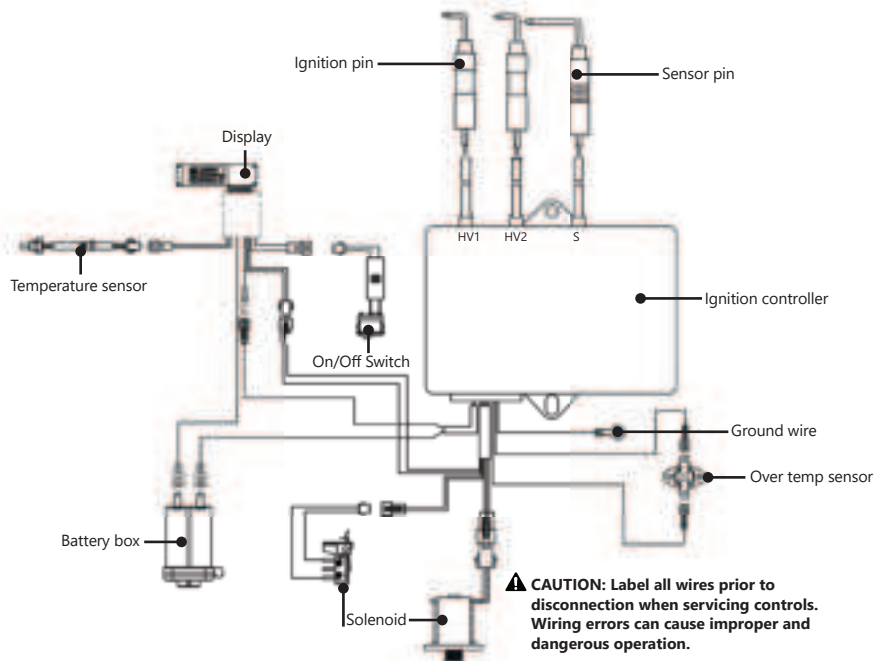 Ignition pin
Sensor pin
Display
HV1 HV2 S
Temperature sensor
Ignition controller
On/Off Switch
Ground wire
Over temp sensor
Battery box
CAUTION: Label all wires prior to
disconnection when servicing controls.
Wiring errors can cause improper and
dangerous operation.
Solenoid